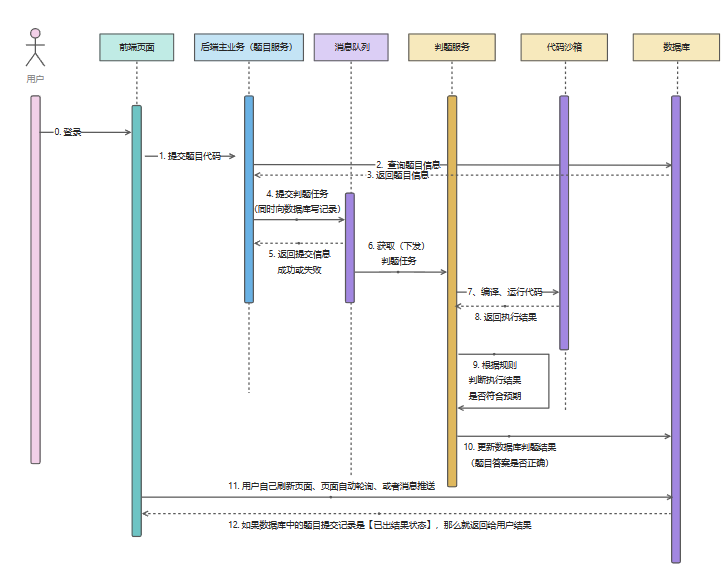 前端页面
后端主业务（题目服务）
消息队列
判题服务
代码沙箱
数据库
用户
0. 登录
1. 提交题目代码
2. 查询题目信息
3. 返回题目信息
4. 提交判题任务
（同时向数据库写记录）
5. 返回提交信息
成功或失败
6. 获取（下发）
判题任务
7、编译、运行代码
8. 返回执行结果
9. 根据规则
判断执行结果
是否符合预期
10. 更新数据库判题结果
（题目答案是否正确）
11. 用户自己刷新页面、页面自动轮询、或者消息推送
12. 如果数据库中的题目提交记录是【已出结果状态】，那么就返回给用户结果